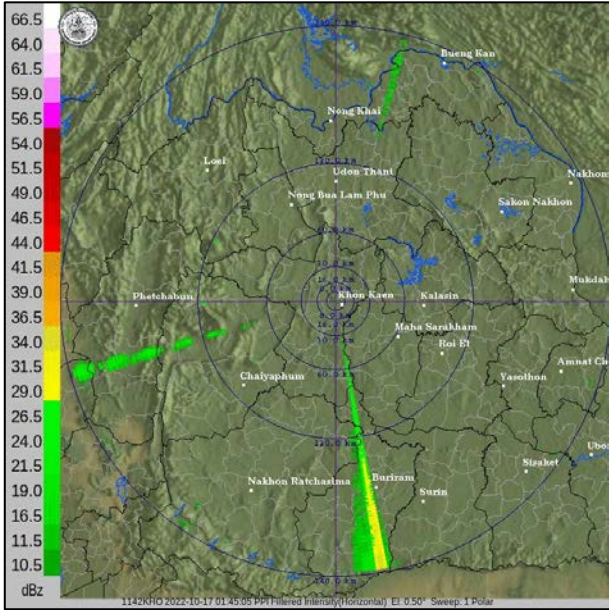 66.5
64.0
61.5
59.0
56.5
54.0
51.5
49.0
46.5
44.0
41.5
39.0
36.5
34.0
31.5
29.0
26.5
24.0
21.5
19.0
16.5
14.0
11.5
10.5
dBz
Bueng Kan
Nong Khai
Loei
Udon Thani
Nakhon
Nong Bua Lam Phu
Sakon Nakhon
Mukdah
Phetchabun
Khon Kaen
Kalasin
Maha Sarakham
Roi Et
Amnat Ch
Chaiyaphum
Yasothon
Ubo
Sisaket
Nakhon Ratchasima
Buriram
Surin
1142KHO 2022-10-17 01:45:05 PPI Filtered Intensity(Horizontal) El: 0.50° Sweep: 1 Polar